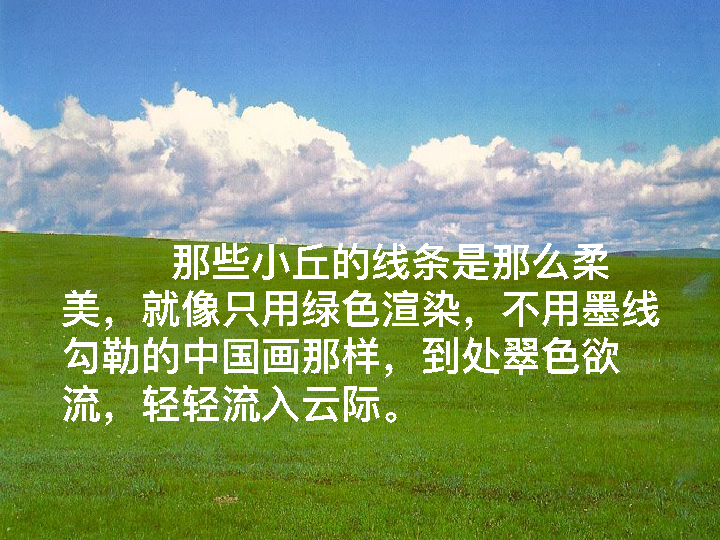 那些小丘的线条是那么柔
美，就像只用绿色渲染，不用墨线
勾勒的中国画那样，到处翠色欲
流，轻轻流入云际。